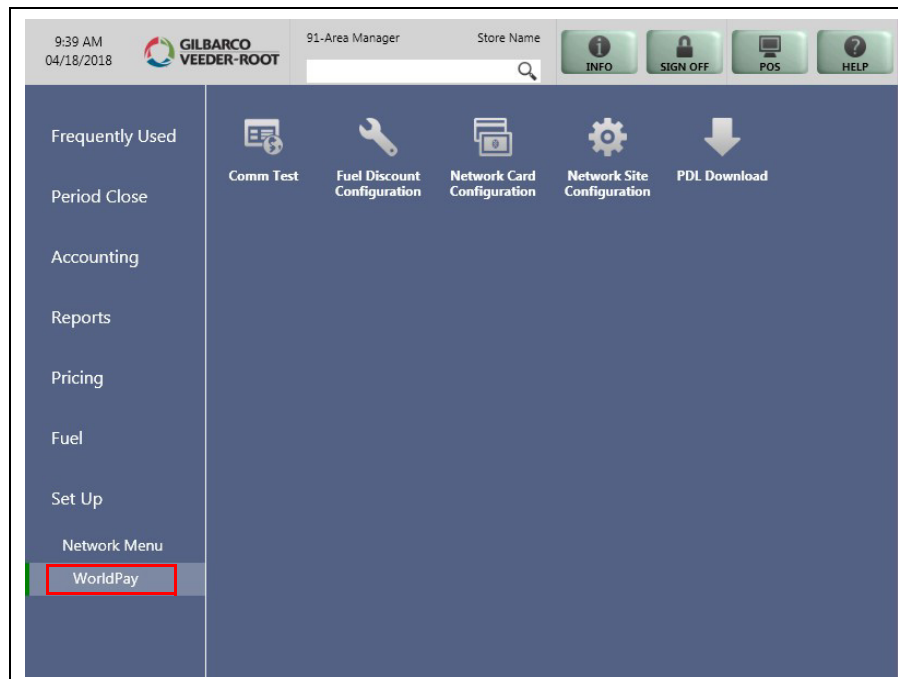 9:39 AM
04/18/2018
GILBARCO
VEEDER-ROOT
91-Area Manager
Store Name
INFO
SIGN OFF
POS
HELP
Frequently Used
Period Close
Accounting
Reports
Pricing
Fuel
Set Up
Network Menu
WorldPay
Comm Test
Fuel Discount
Configuration
Network Card
Configuration
Network Site
Configuration
PDL Download